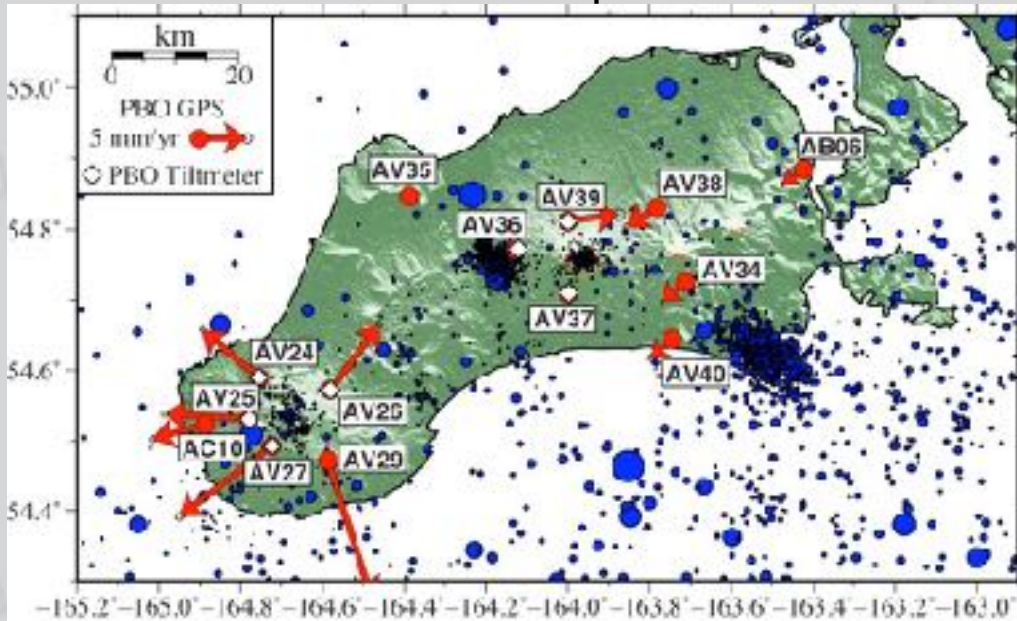 km
0 20
PBO GPS
5 mm/yr
PBO Tiltmeter
55.0°
54.8°
54.6°
54.4°
AB06
AV35
AV38
AV39
AV36
AV34
AV37
AV24
AV40
AV25
AV26
AC10
AV27
AV29
−155.2° −163.0° −164.8° −164.6° −164.4° −164.2° −164.0° −163.8° −163.6° −163.4° −163.2° −163.0°